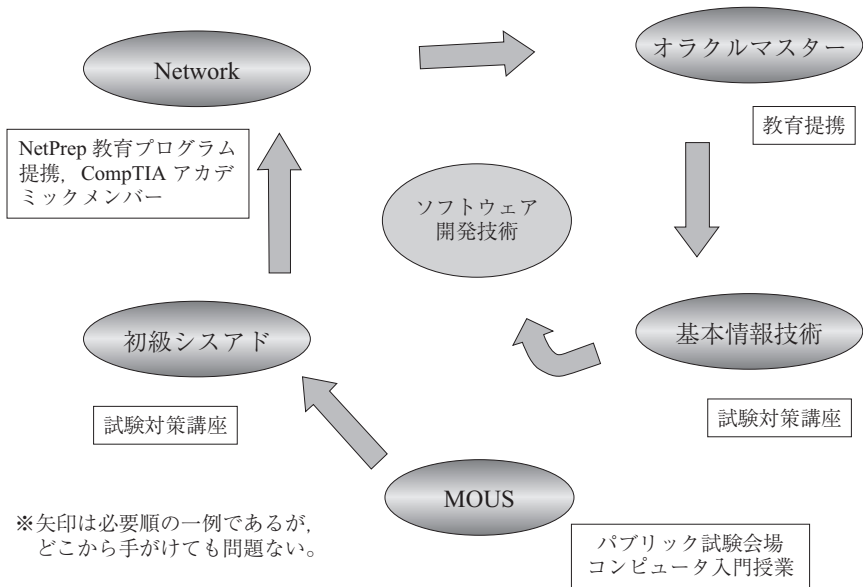 Network
オラクルマスター
教育提携
NetPrep 教育プログラム
提携，CompTIA アカデ
ミックメンバー
ソフトウェア
開発技術
初級シスアド
基本情報技術
試験対策講座
試験対策講座
MOUS
※矢印は必要順の一例であるが，
どこから手がけても問題ない。
パブリック試験会場
コンピュータ入門授業